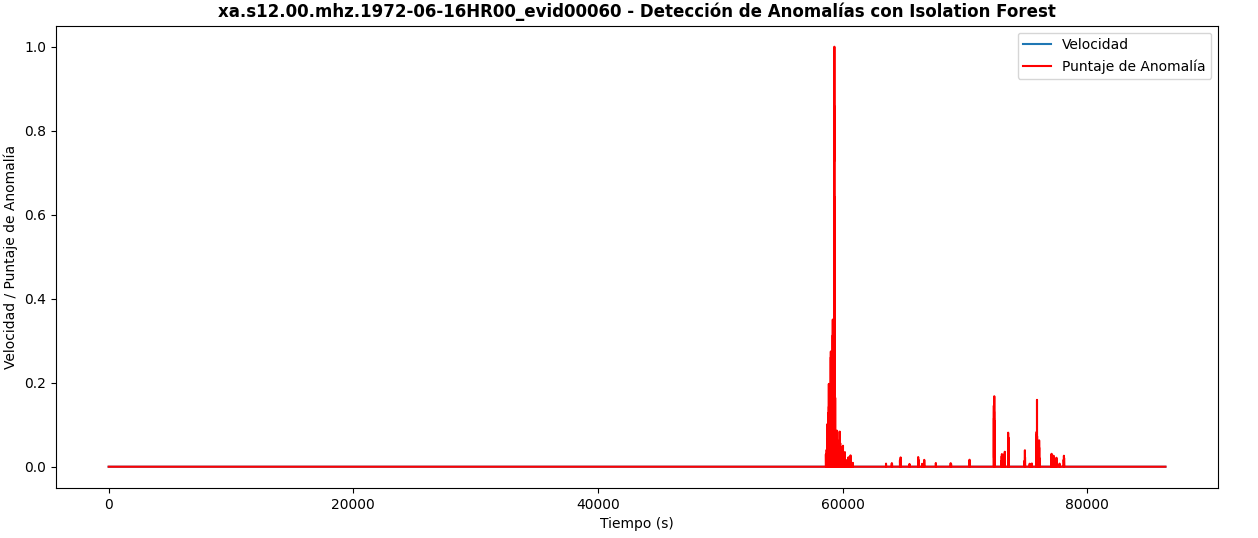 xa.s12.00.mhz.1972-06-16HR00_evid00060 - Detección de Anomalías con Isolation Forest
Velocidad
Puntaje de Anomalía
Velocidad / Puntaje de Anomalía
1.0
0.8
0.6
0.4
0.2
0.0
0 20000 40000 60000 80000
Tiempo (s)